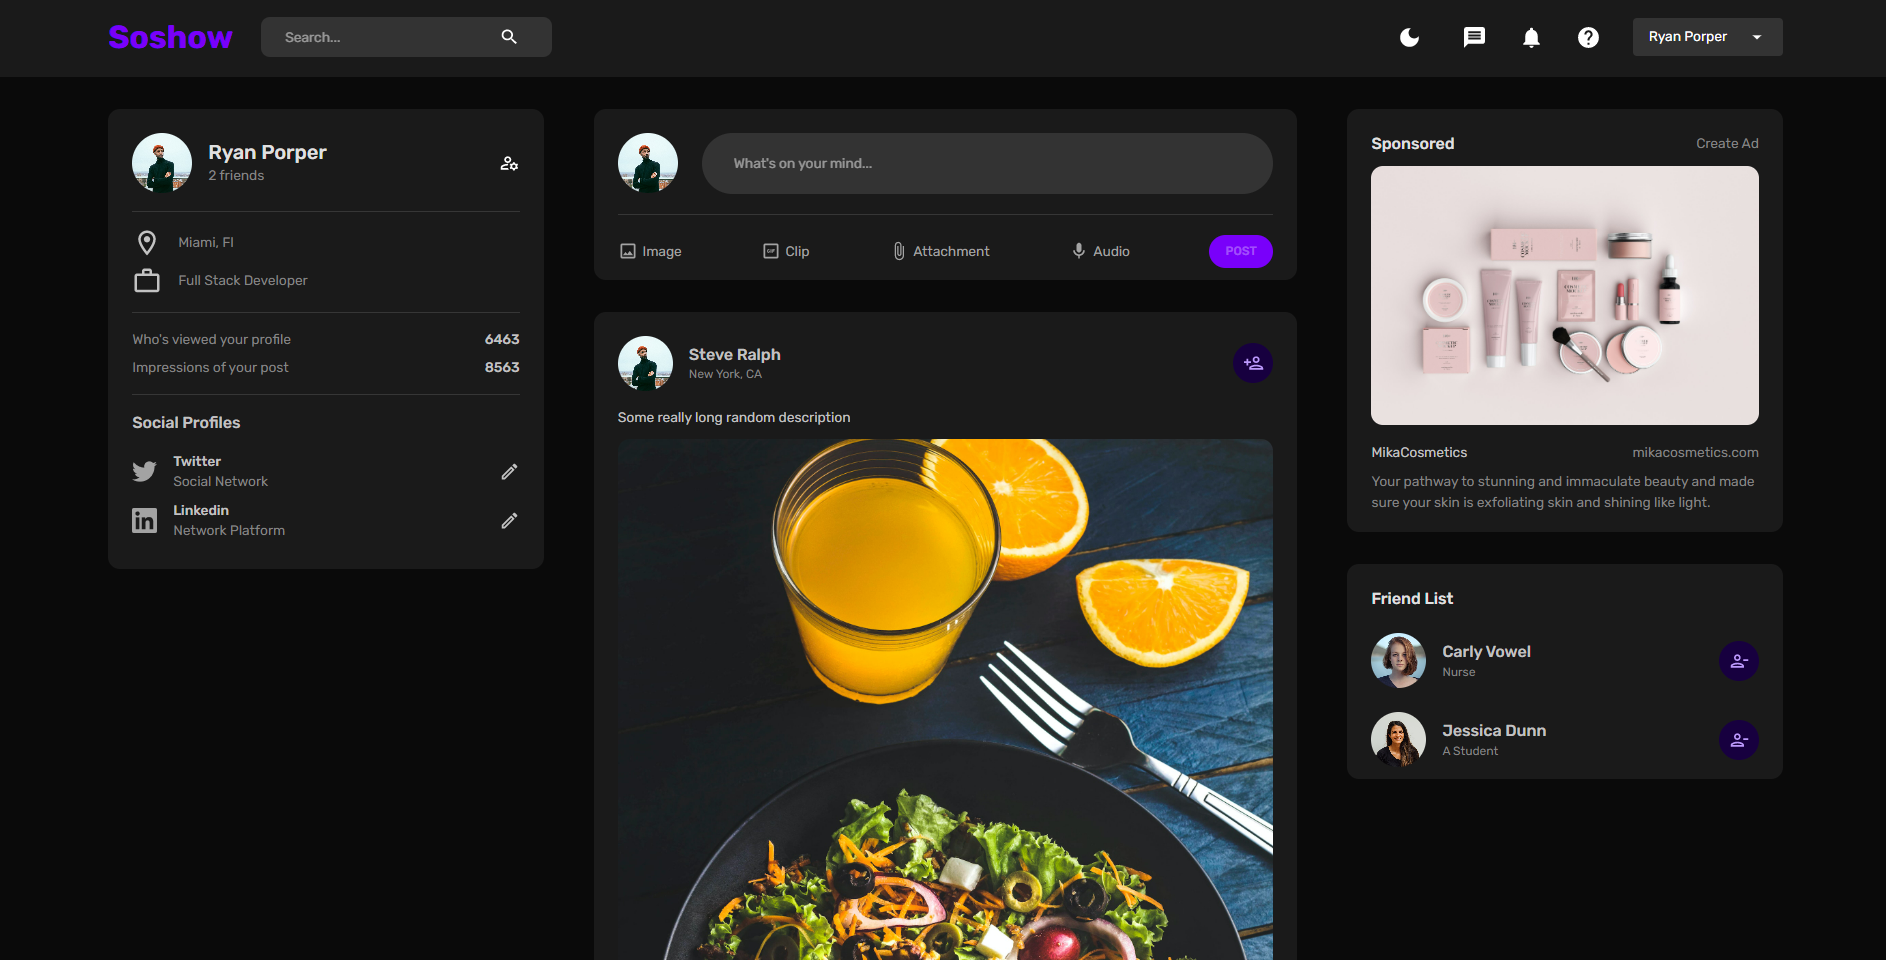 Soshow
Search...
Ryan Porper
Ryan Porper
2 friends
Miami, Fl
Full Stack Developer
Who's viewed your profile 6463
Impressions of your post 8563
Social Profiles
Twitter
Social Network
Linkedin
Network Platform
What's on your mind...
Image
GIF
Clip
Attachment
Audio
POST
Steve Ralph
New York, CA
Some really long random description
Sponsored
Create Ad
MikaCosmetics
mikacosmetics.com
Your pathway to stunning and immaculate beauty and made
sure your skin is exfoliating skin and shining like light.
Friend List
Carly Vowel
Nurse
Jessica Dunn
A Student